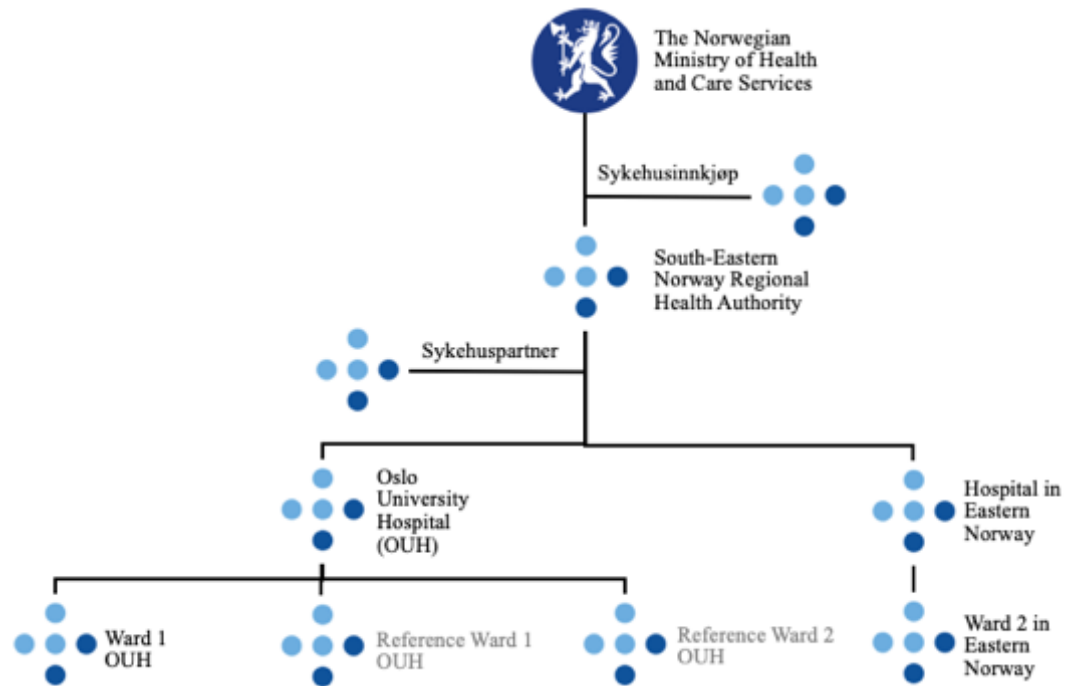 The Norwegian
Ministry of Health
and Care Services
Sykehusinnkjøp
South-Eastern
Norway Regional
Health Authority
Sykehuspartner
Oslo
University
Hospital
(OUH)
Hospital in
Eastern
Norway
Ward 1
OUH
Reference Ward 1
OUH
Reference Ward 2
OUH
Ward 2 in
Eastern
Norway